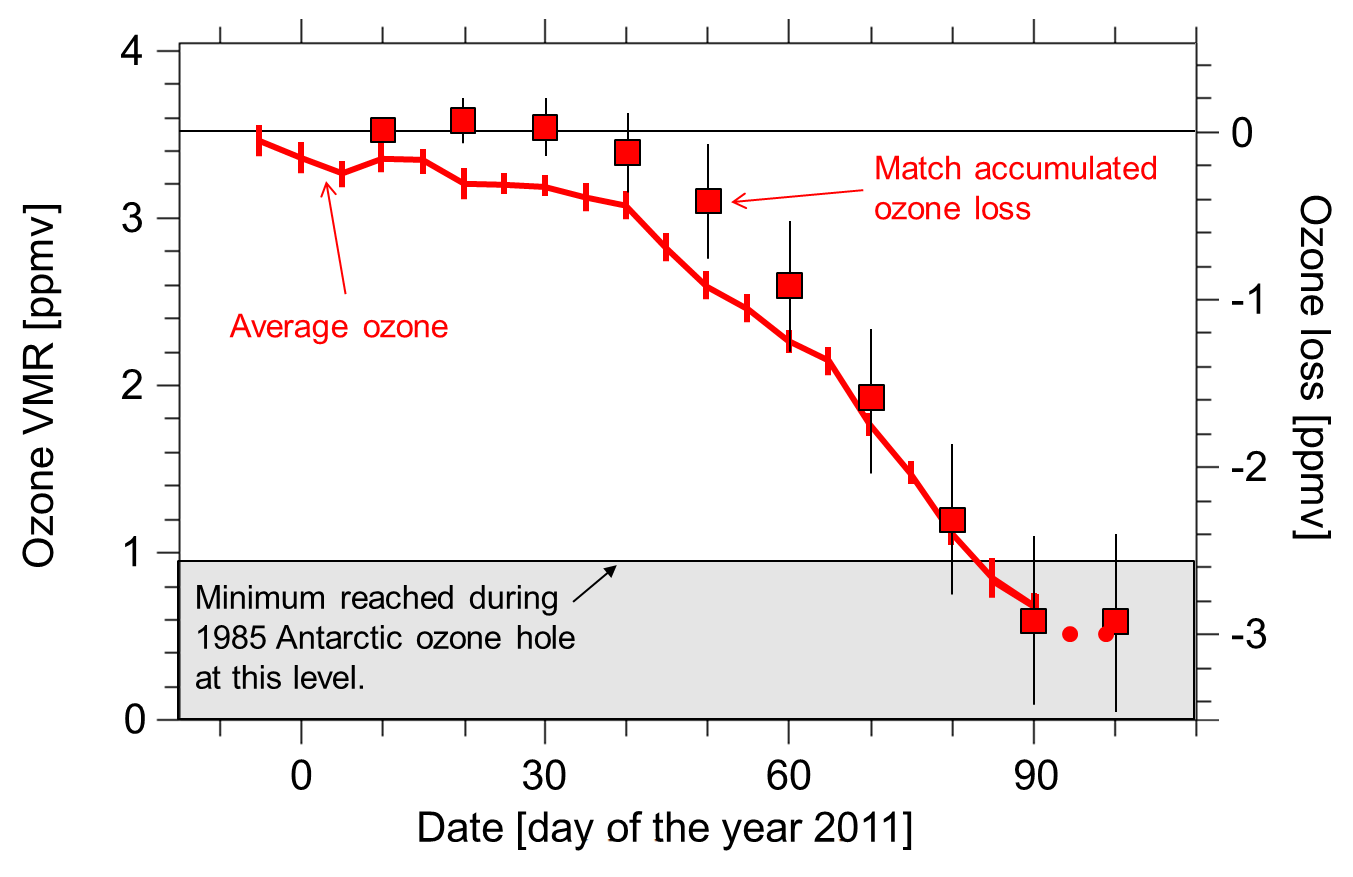 4
3
2
1
0
Ozone VMR [ppmv]
0
-1
-2
-3
Ozone loss [ppmv]
Match accumulated
ozone loss
Average ozone
Minimum reached during
1985 Antarctic ozone hole
at this level.
0
30
60
90
Date [day of the year 2011]